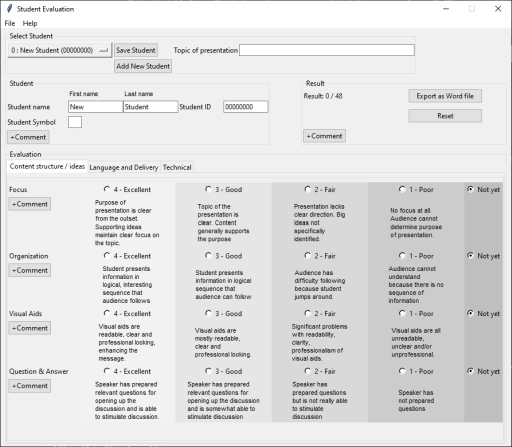 Student Evaluation
File Help
Select Student
0 : New Student (00000000) Save Student Topic of presentation
Add New Student
Student Result
First name Last name
Result: 0 / 48 Export as Word file
Student name New Student Student ID 00000000
Reset
Student Symbol
+Comment +Comment
Evaluation
Content structure / ideas Language and Delivery Technical
Focus 4 - Excellent 3 - Good 2 - Fair 1 - Poor Not yet
+Comment
Purpose of
presentation is clear
from the outset.
Supporting ideas
maintain clear focus on
the topic.
Topic of the
presentation is
clear. Content
generally supports
the purpose
Presentation lacks
clear direction. Big
ideas not
specifically
identified.
No focus at all.
Audience cannot
determine purpose
of presentation.
Organization 4 - Excellent 3 - Good 2 - Fair 1 - Poor Not yet
+Comment
Student presents
information in
logical, interesting
sequence that
audience follows
Student presents
information in logical
sequence that
audience can follow
Audience has
difficulty following
because student
jumps around.
Audience cannot
understand
because there is no
sequence of
information
Visual Aids 4 - Excellent 3 - Good 2 - Fair 1 - Poor Not yet
+Comment
Visual aids are
readable, clear and
professional looking,
enhancing the
message.
Visual aids are
mostly readable,
clear and
professional looking.
Significant problems
with readability,
clarity,
professionalism of
visual aids.
Visual aids are all
unreadable,
unclear and/or
unprofessional.
Question & Answer 4 - Excellent 3 - Good 2 - Fair 1 - Poor Not yet
+Comment
Speaker has prepared
relevant questions for
opening up the
discussion and is able
to stimulate discussion
Speaker has prepared
relevant questions for
opening up the discussion
and is somewhat able to
stimulate discussion
Speaker has
prepared questions
but is not really able
to stimulate
discussion
Speaker has
not prepared
questions